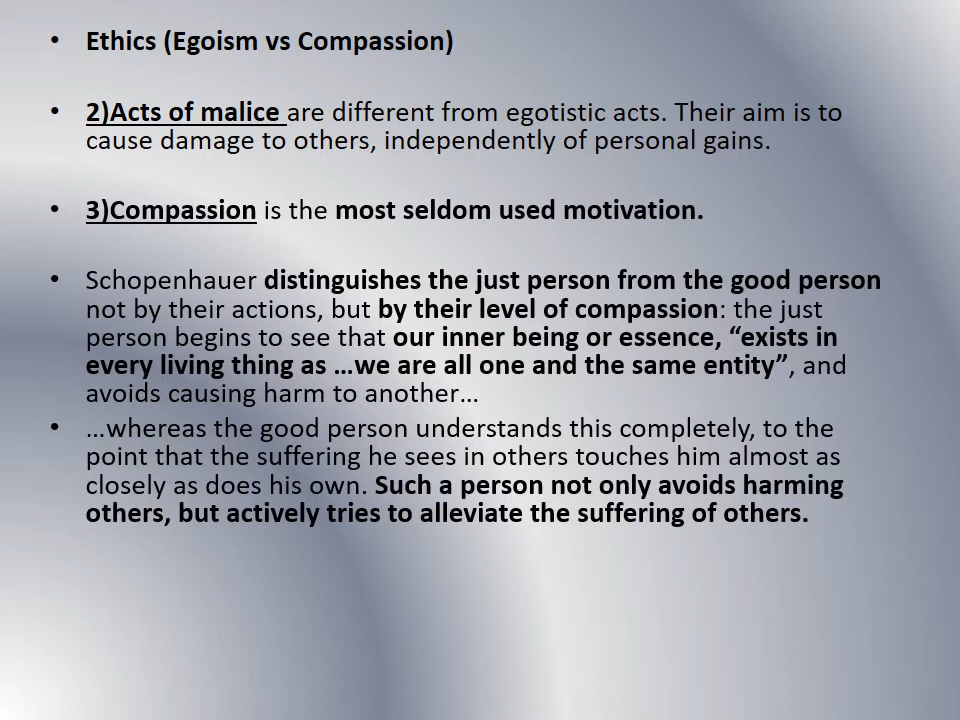 • Ethics (Egoism vs Compassion)
• 2)Acts of malice are different from egotistic acts. Their aim is to
cause damage to others, independently of personal gains.
• 3)Compassion is the most seldom used motivation.
• Schopenhauer distinguishes the just person from the good person
not by their actions, but by their level of compassion: the just
person begins to see that our inner being or essence, “exists in
every living thing as …we are all one and the same entity”, and
avoids causing harm to another…
• …whereas the good person understands this completely, to the
point that the suffering he sees in others touches him almost as
closely as does his own. Such a person not only avoids harming
others, but actively tries to alleviate the suffering of others.